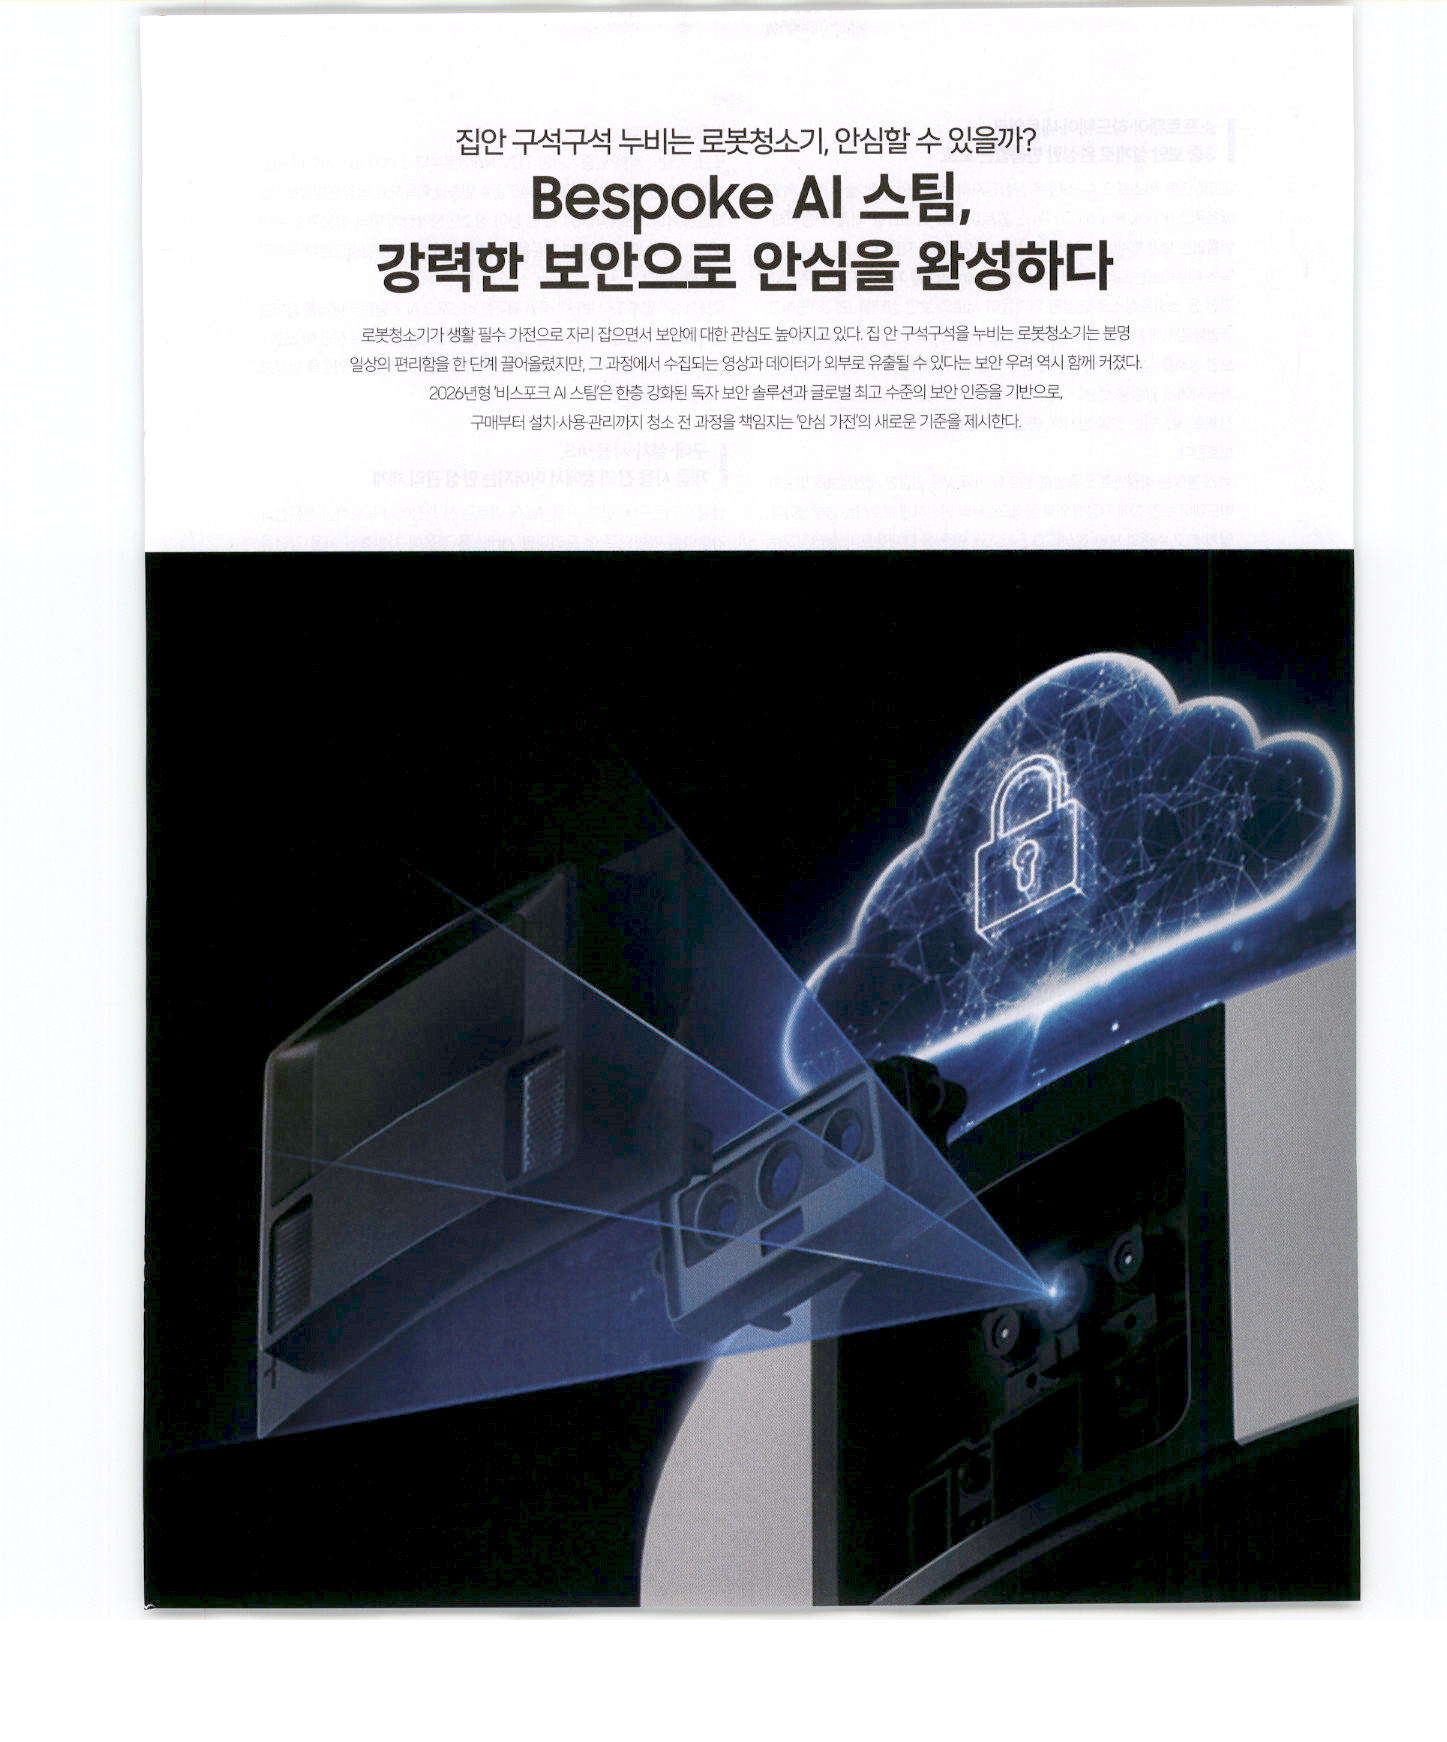 집안 구석구석 누비는 로봇청소기, 안심할 수 있을까?
Bespoke AI 스팀,
강력한 보안으로 안심을 완성하다
로봇청소기가 생활 필수 가전으로 자리 잡으면서 보안에 대한 관심도 높아지고 있다. 집 안 구석구석을 누비는 로봇청소기는 분명
일상의 편리함을 한 단계 끌어올렸지만, 그 과정에서 수집되는 영상과 데이터가 외부로 유출될 수 있다는 보안 우려 역시 함께 커졌다.
2026년형 '비스포크 AI 스팀'은 한층 강화된 독자 보안 솔루션과 글로벌 최고 수준의 보안 인증을 기반으로,
구매부터 설치·사용·관리까지 청소 전 과정을 책임지는 '안심 가전'의 새로운 기준을 제시한다.